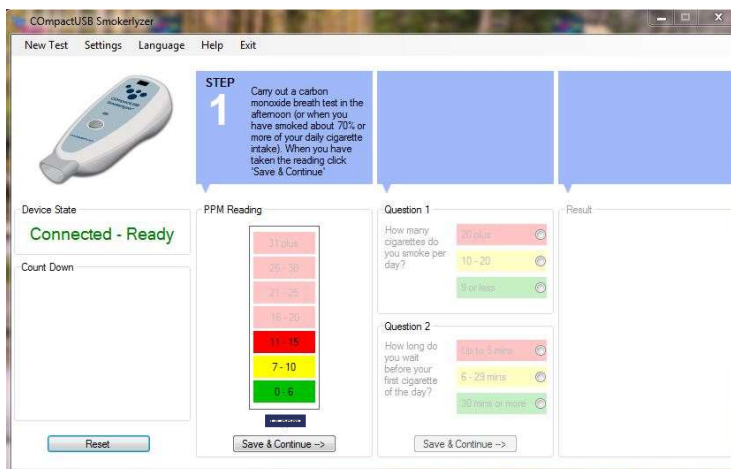 COmpactUSB Smokerlyzer
New Test Settings Language Help Exit
COmpactUSB
Smokerlyzer
STEP
1
Carry out a carbon
monoxide breath test in the
afternoon (or when you
have smoked about 70% or
more of your daily cigarette
intake). When you have
taken the reading click
'Save & Continue'
Device State
Connected - Ready
Count Down
Reset
PPM Reading
31 plus
26 - 30
21 - 25
16 - 20
11 - 15
7 - 10
0 - 6
Save & Continue -->
Question 1
How many
cigarettes do
you smoke per
day?
20 plus
10 - 20
9 or less
Question 2
How long do
you wait
before your
first cigarette
of the day?
Up to 5 mins
6 - 29 mins
30 mins or more
Save & Continue -->
Result